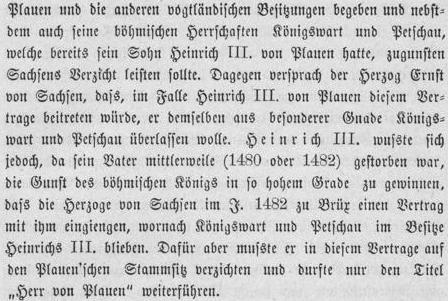 Plauen und die anderen vogtländischen Besitzungen begeben und nebst-
dem auch seine böhmischen Herrschaften Königswart und Petschau,
welche bereits sein Sohn Heinrich III. von Plauen hatte, zugunsten
Sachsens Verzicht leisten sollte. Dagegen versprach der Herzog Ernst
von Sachsen, dass, im Falle Heinrich III. von Plauen diesem Ver-
trage beitreten würde, er demselben aus besonderer Gnade Königs-
wart und Petschau überlassen wolle. Heinrich III. wusste sich
jedoch, da sein Vater mittlerweile (1480 oder 1482) gestorben war,
die Gunst des böhmischen Königs in so hohem Grade zu gewinnen,
dass die Herzoge von Sachsen im J. 1482 zu Brüx einen Vertrag
mit ihm eingiengen, wornach Königswart und Petschau im Besitze
Heinrichs III. blieben. Dafür aber musste er in diesem Vertrage auf
den Plauen'schen Stammsitz verzichten und durfte nur den Titel
„Herr von Plauen“ weiterführen.